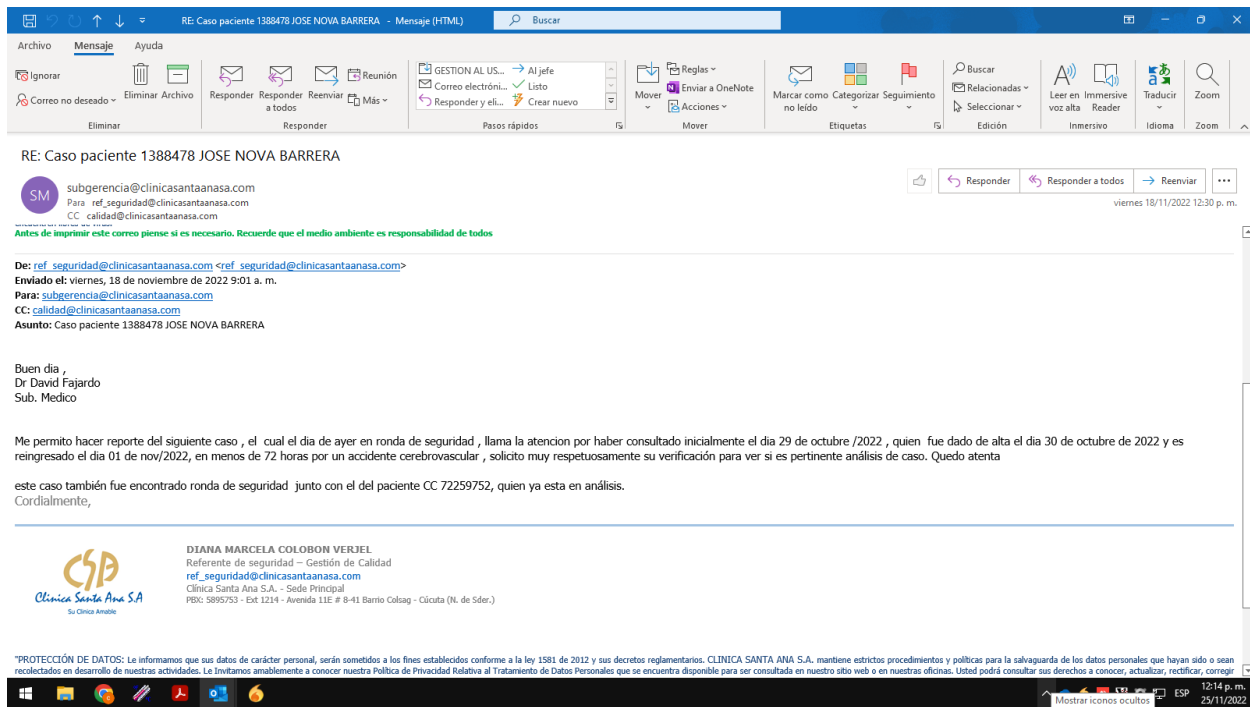 RE: Caso paciente 1388478 JOSE NOVA BARRERA - Mensaje (HTML)
Buscar
Archivo Mensaje Ayuda
Ignorar
Correo no deseado
Eliminar Archivo
Responder Responder a todos Reenviar
Reunión
Más
GESTION AL US... Al jefe
Correo electróni... Listo
Responder y eli... Crear nuevo
Mover
Reglas
Enviar a OneNote
Acciones
Marcar como no leído Categorizar Seguimiento
Buscar
Relacionadas
Seleccionar
Leer en voz alta Immersive Reader
Traducir
Zoom
Eliminar Responder Pasos rápidos Mover Etiquetas Edición Inmersivo Idioma Zoom
RE: Caso paciente 1388478 JOSE NOVA BARRERA
SM
subgerencia@clinicasantaanasa.com
Para ref_seguridad@clinicasantaanasa.com
CC calidad@clinicasantaanasa.com
Responder Responder a todos Reenviar ...
viernes 18/11/2022 12:30 p. m.
Antes de imprimir este correo piense si es necesario. Recuerde que el medio ambiente es responsabilidad de todos
De: ref_seguridad@clinicasantaanasa.com <ref_seguridad@clinicasantaanasa.com>
Enviado el: viernes, 18 de noviembre de 2022 9:01 a. m.
Para: subgerencia@clinicasantaanasa.com
CC: calidad@clinicasantaanasa.com
Asunto: Caso paciente 1388478 JOSE NOVA BARRERA
Buen dia ,
Dr David Fajardo
Sub. Medico
Me permito hacer reporte del siguiente caso , el cual el dia de ayer en ronda de seguridad , llama la atencion por haber consultado inicialmente el dia 29 de octubre /2022 , quien fue dado de alta el dia 30 de octubre de 2022 y es
reingresado el dia 01 de nov/2022, en menos de 72 horas por un accidente cerebrovascular , solicito muy respetuosamente su verificación para ver si es pertinente análisis de caso. Quedo atenta
este caso también fue encontrado ronda de seguridad junto con el del paciente CC 72259752, quien ya esta en análisis.
Cordialmente,
CSA
Clinica Santa Ana S.A
Su Clinica Amable
DIANA MARCELA COLOBON VERJEL
Referente de seguridad – Gestión de Calidad
ref_seguridad@clinicasantaanasa.com
Clínica Santa Ana S.A. - Sede Principal
PBX: 5895753 - Ext 1214 - Avenida 11E # 8-41 Barrio Colsag - Cúcuta (N. de Sder.)
"PROTECCIÓN DE DATOS: Le informamos que sus datos de carácter personal, serán sometidos a los fines establecidos conforme a la ley 1581 de 2012 y sus decretos reglamentarios. CLINICA SANTA ANA S.A. mantiene estrictos procedimientos y políticas para la salvaguarda de los datos personales que hayan sido o sean
recolectados en desarrollo de nuestras actividades. Le Invitamos amablemente a conocer nuestra Política de Privacidad Relativa al Tratamiento de Datos Personales que se encuentra disponible para ser consultada en nuestro sitio web o en nuestras oficinas. Usted podrá consultar sus derechos a conocer, actualizar, rectificar, corregir
Mostrar iconos ocultos
ESP
12:14 p. m.
25/11/2022